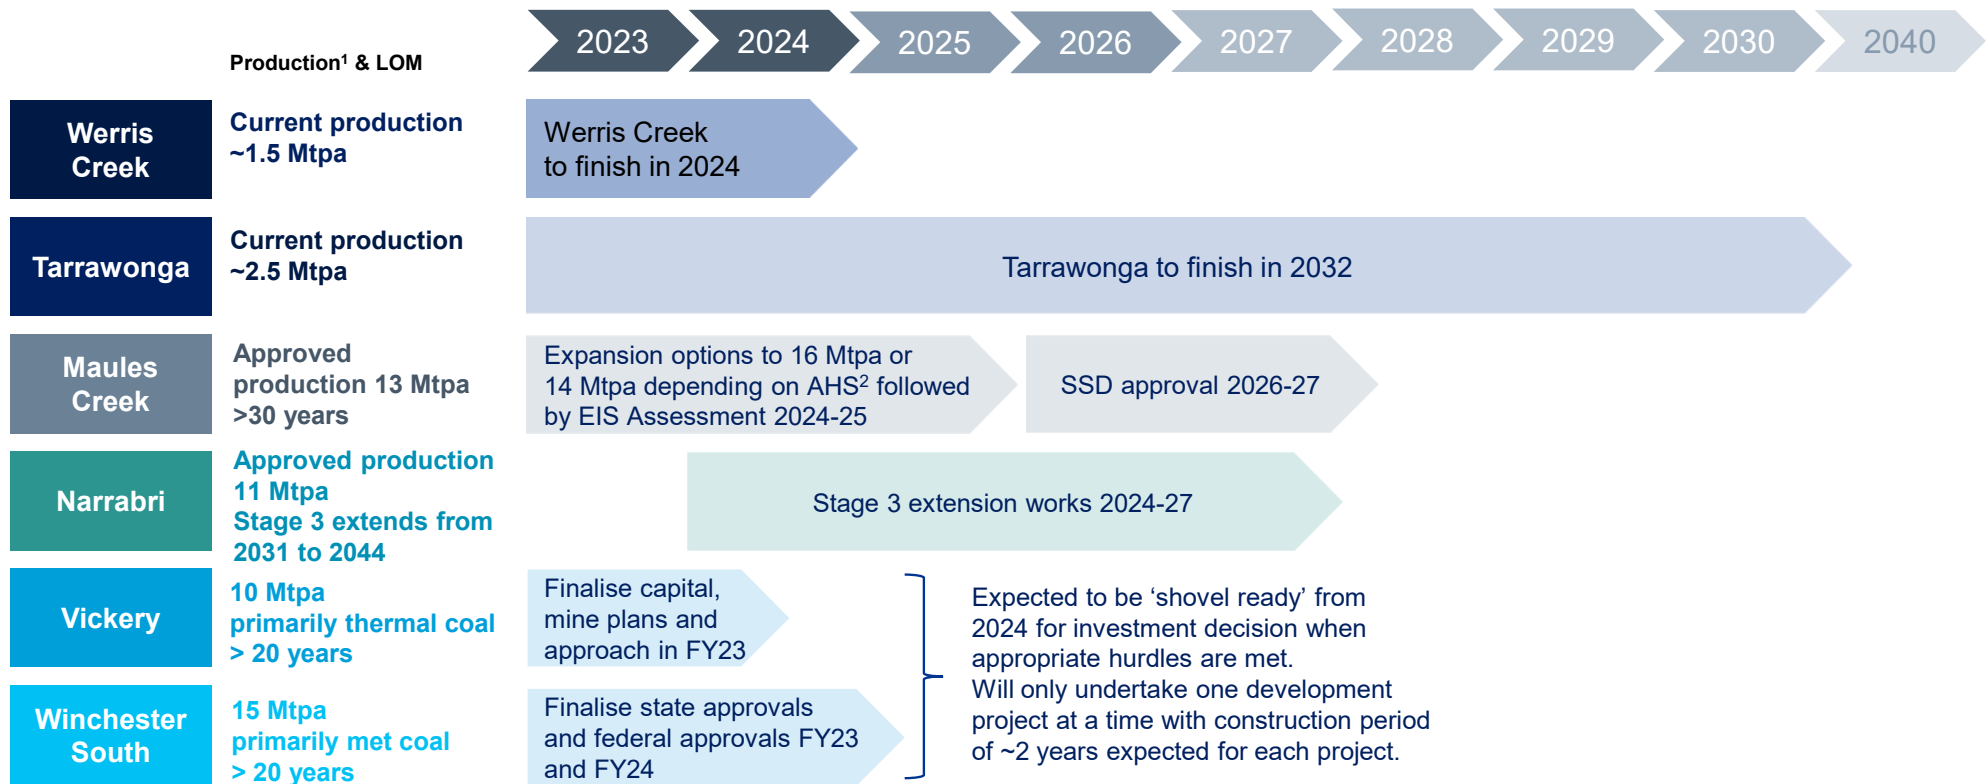 2023 2024 2025 2026 2027 2028 2029 2030 2040
Production¹ & LOM
Werris
Creek
Current production
~1.5 Mtpa
Werris Creek
to finish in 2024
Tarrawonga
Current production
~2.5 Mtpa
Tarrawonga to finish in 2032
Maules
Creek
Approved
production 13 Mtpa
>30 years
Expansion options to 16 Mtpa or
14 Mtpa depending on AHS² followed
by EIS Assessment 2024-25
SSD approval 2026-27
Narrabri
Approved production
11 Mtpa
Stage 3 extends from
2031 to 2044
Stage 3 extension works 2024-27
Vickery
10 Mtpa
primarily thermal coal
> 20 years
Finalise capital,
mine plans and
approach in FY23
Winchester
South
15 Mtpa
primarily met coal
> 20 years
Finalise state approvals
and federal approvals FY23
and FY24
Expected to be ‘shovel ready’ from
2024 for investment decision when
appropriate hurdles are met.
Will only undertake one development
project at a time with construction period
of ~2 years expected for each project.